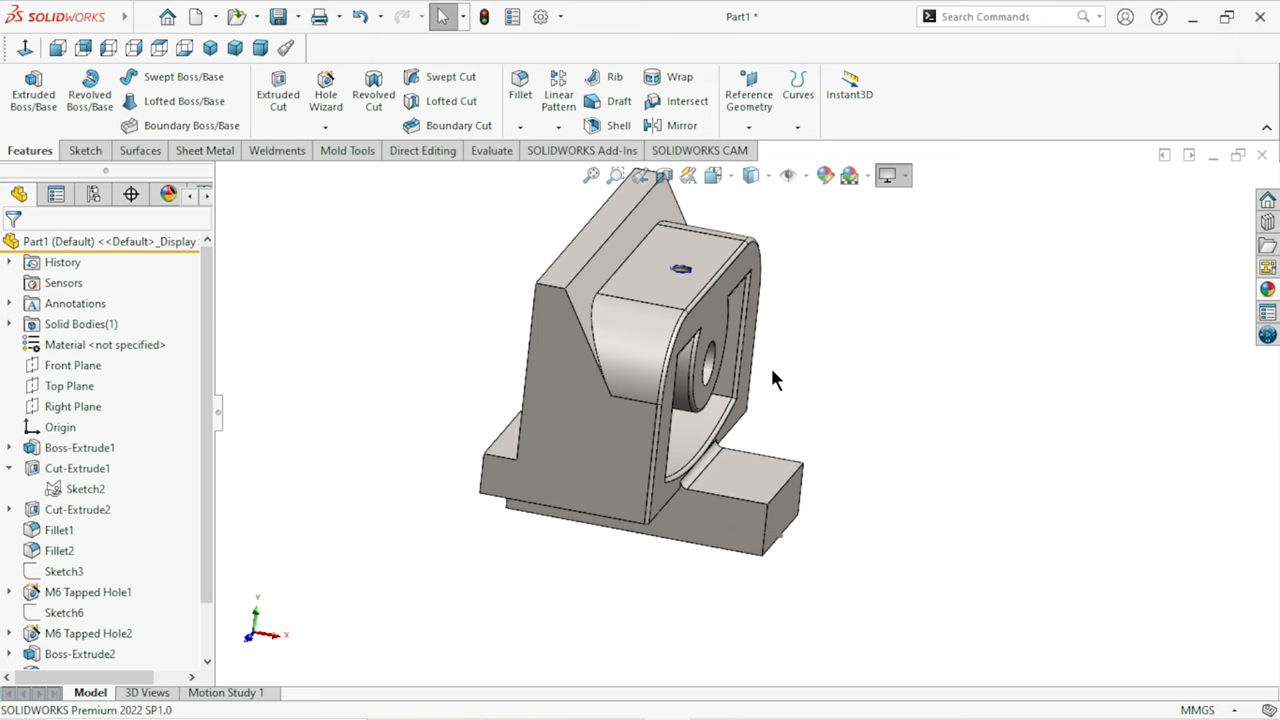 SOLIDWORKS
Part1 *
Search Commands
Extruded Boss/Base
Revolved Boss/Base
Swept Boss/Base
Lofted Boss/Base
Boundary Boss/Base
Extruded Cut
Hole Wizard
Revolved Cut
Swept Cut
Lofted Cut
Boundary Cut
Fillet
Linear Pattern
Rib
Draft
Shell
Wrap
Intersect
Mirror
Reference Geometry
Curves
Instant3D
Features
Sketch
Surfaces
Sheet Metal
Weldments
Mold Tools
Direct Editing
Evaluate
SOLIDWORKS Add-Ins
SOLIDWORKS CAM
Part1 (Default) <<Default>_Display
History
Sensors
Annotations
Solid Bodies(1)
Material <not specified>
Front Plane
Top Plane
Right Plane
Origin
Boss-Extrude1
Cut-Extrude1
Sketch2
Cut-Extrude2
Fillet1
Fillet2
Sketch3
M6 Tapped Hole1
Sketch6
M6 Tapped Hole2
Boss-Extrude2
Y
X
Model
3D Views
Motion Study 1
SOLIDWORKS Premium 2022 SP1.0
MMGS